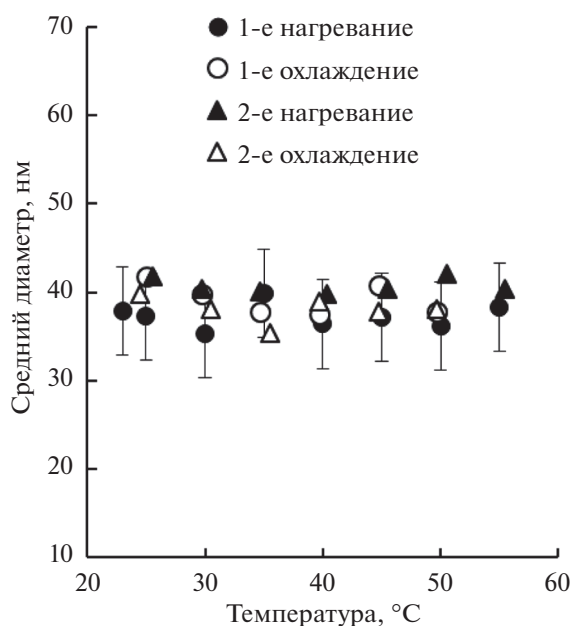 70
60
50
40
30
20
10
Средний диаметр, нм
1-е нагревание
1-е охлаждение
2-е нагревание
2-е охлаждение
20
30
40
50
60
Температура, °C